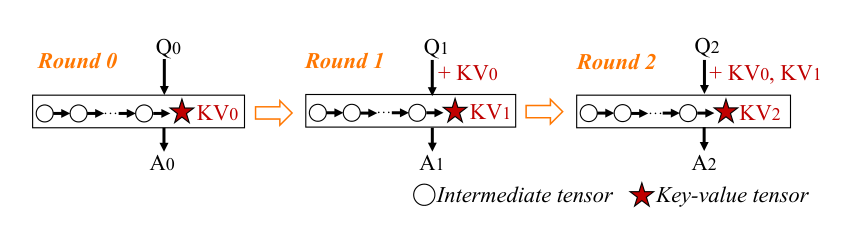 Round 0
Q0
KV0
A0
Round 1
Q1
+ KV0
KV1
A1
Round 2
Q2
+ KV0, KV1
KV2
A2
Intermediate tensor
Key-value tensor